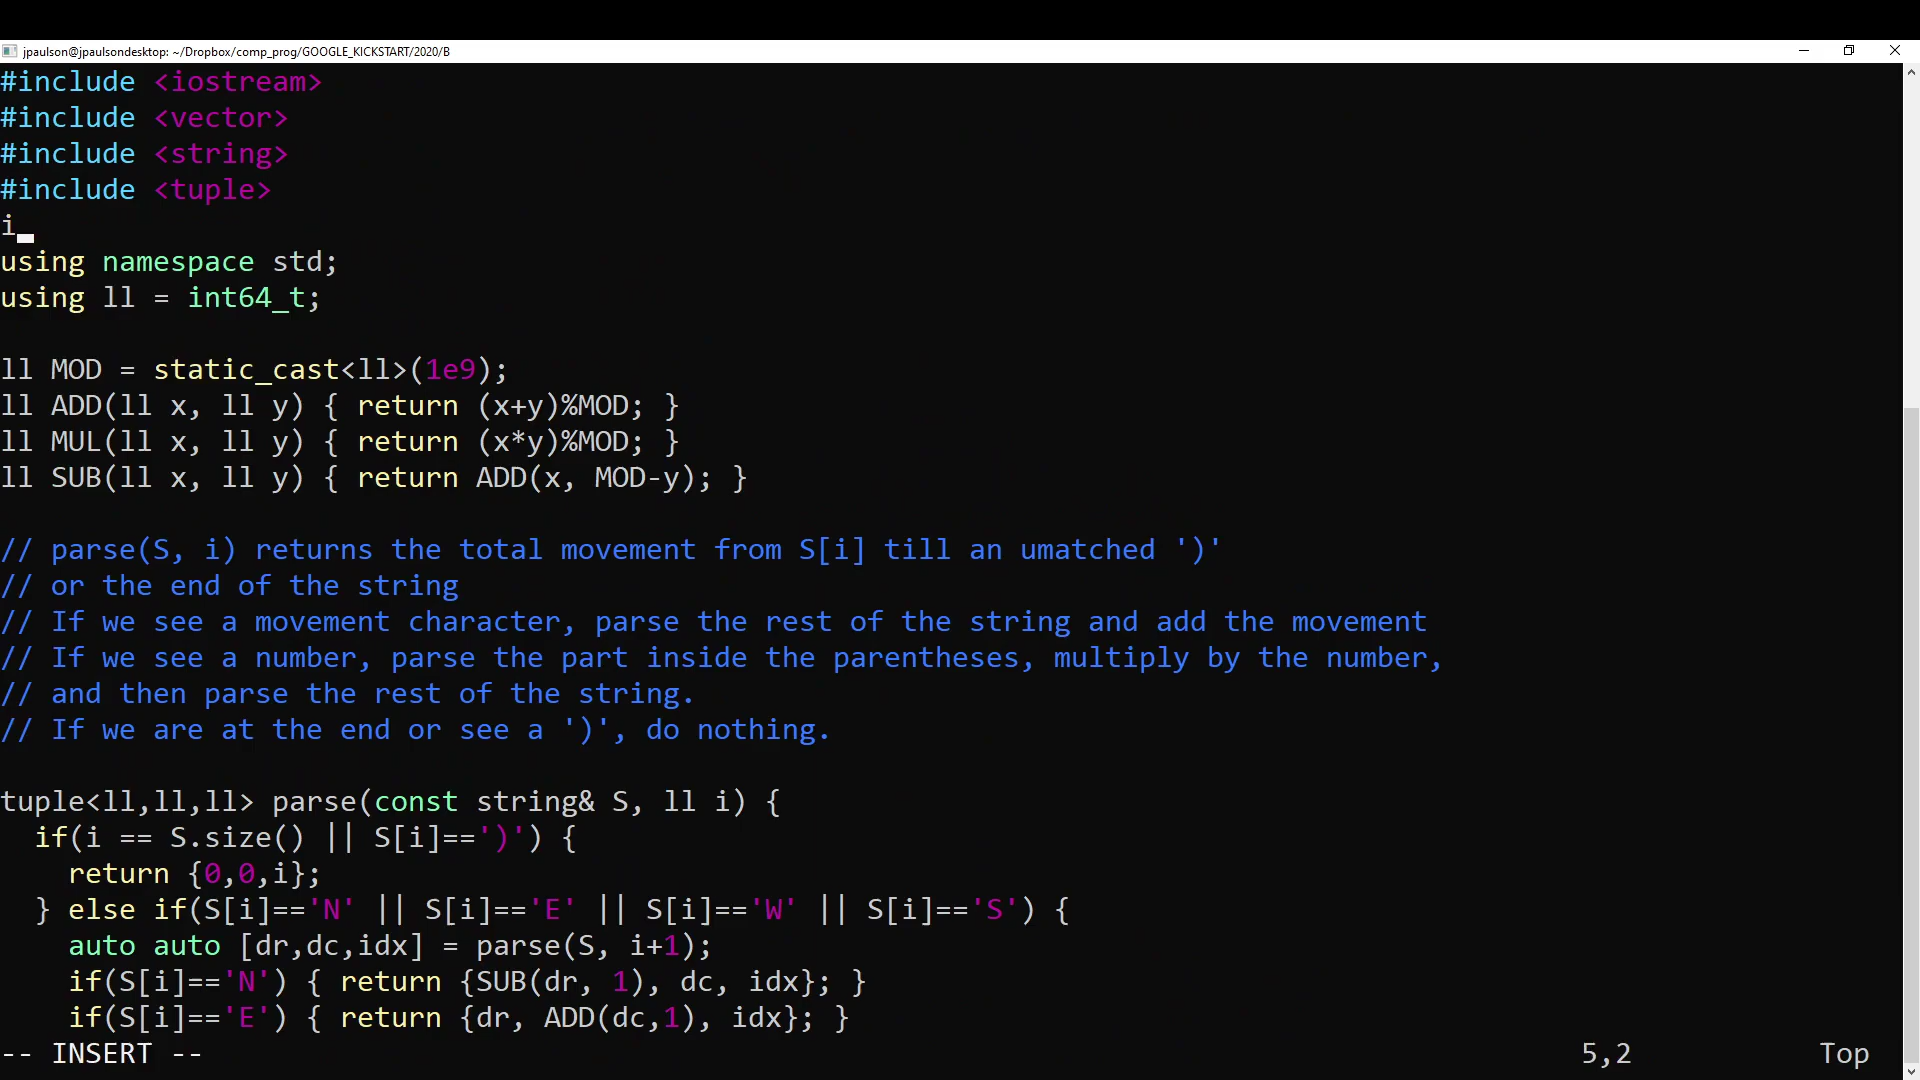 jpaulson@jpaulsondesktop: ~/Dropbox/comp_prog/GOOGLE_KICKSTART/2020/B
#include <iostream>
#include <vector>
#include <string>
#include <tuple>
i
using namespace std;
using ll = int64_t;
ll MOD = static_cast<ll>(1e9);
ll ADD(ll x, ll y) { return (x+y)%MOD; }
ll MUL(ll x, ll y) { return (x*y)%MOD; }
ll SUB(ll x, ll y) { return ADD(x, MOD-y); }
// parse(S, i) returns the total movement from S[i] till an umatched ')'
// or the end of the string
// If we see a movement character, parse the rest of the string and add the movement
// If we see a number, parse the part inside the parentheses, multiply by the number,
// and then parse the rest of the string.
// If we are at the end or see a ')', do nothing.
tuple<ll,ll,ll> parse(const string& S, ll i) {
  if(i == S.size() || S[i]==')') {
    return {0,0,i};
  } else if(S[i]=='N' || S[i]=='E' || S[i]=='W' || S[i]=='S') {
    auto auto [dr,dc,idx] = parse(S, i+1);
    if(S[i]=='N') { return {SUB(dr, 1), dc, idx}; }
    if(S[i]=='E') { return {dr, ADD(dc,1), idx}; }
-- INSERT -- 5,2 Top